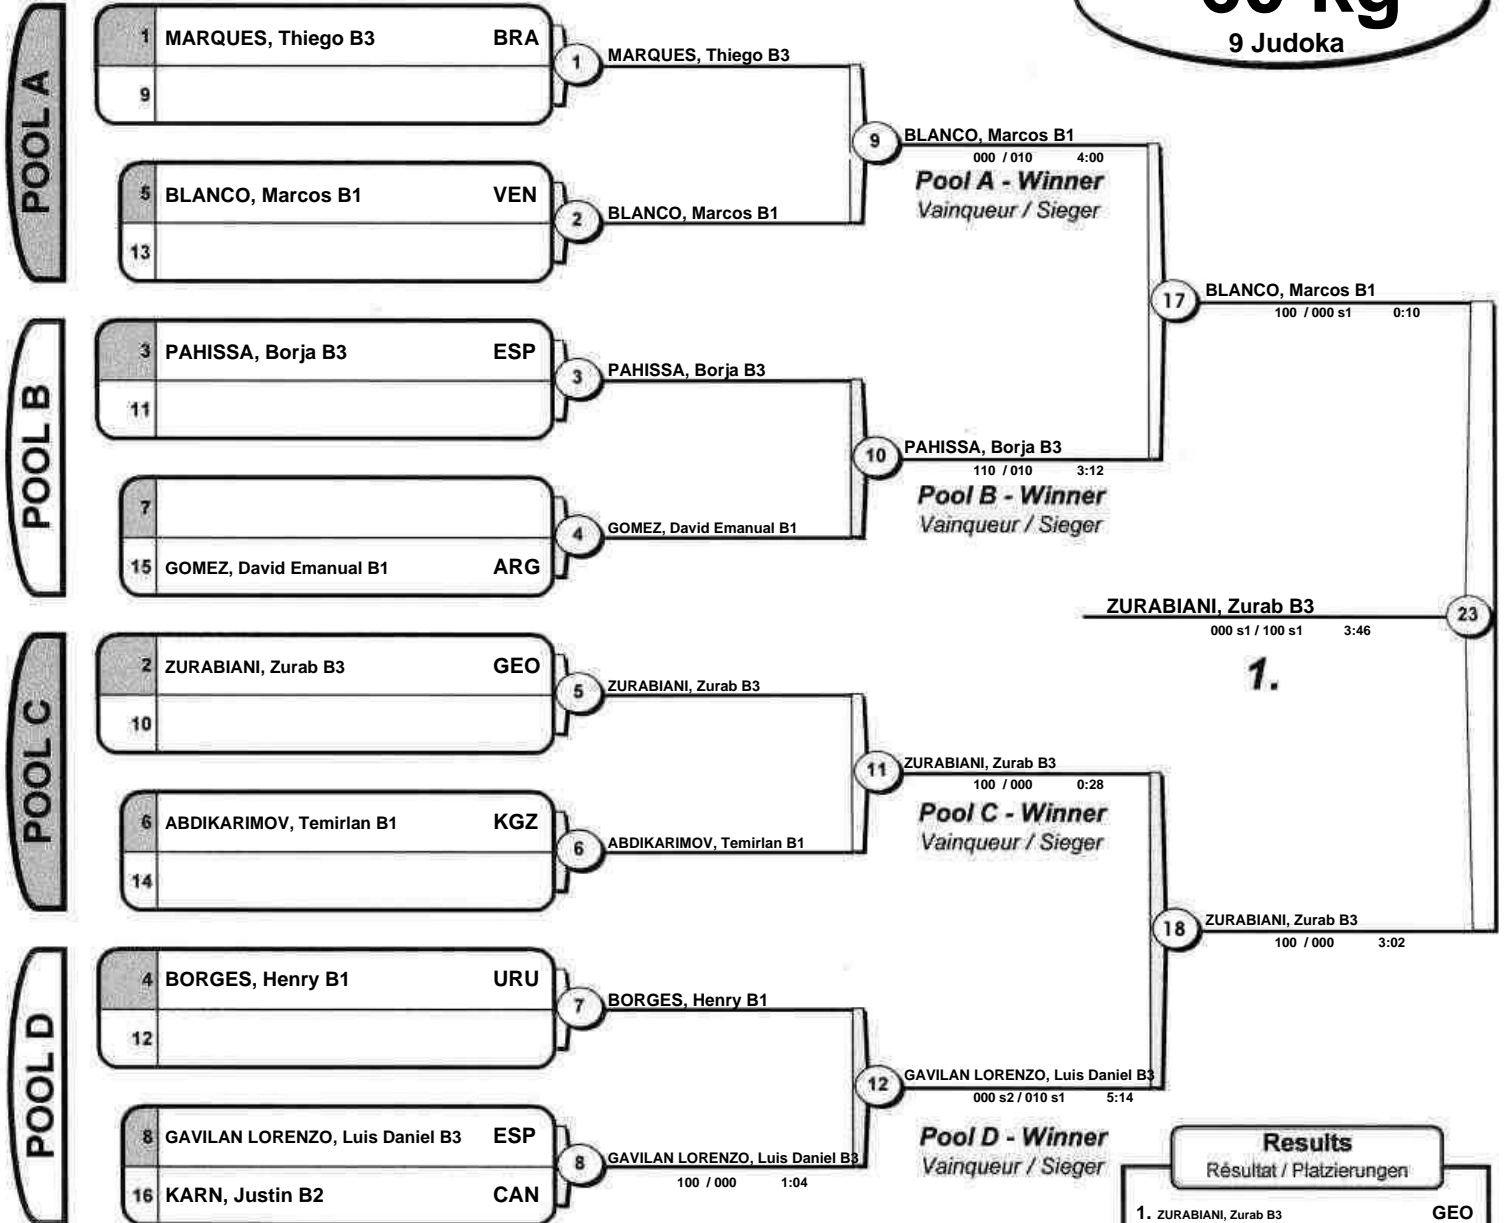 9 Judoka
POOL A
1 MARQUES, Thiego B3 BRA
9
1
MARQUES, Thiego B3
5 BLANCO, Marcos B1 VEN
13
2
BLANCO, Marcos B1
9
BLANCO, Marcos B1
000 / 010 4:00
Pool A - Winner
Vainqueur / Sieger
POOL B
3 PAHISSA, Borja B3 ESP
11
3
PAHISSA, Borja B3
7
15 GOMEZ, David Emanual B1 ARG
4
GOMEZ, David Emanual B1
10
PAHISSA, Borja B3
110 / 010 3:12
Pool B - Winner
Vainqueur / Sieger
17
BLANCO, Marcos B1
100 / 000 s1 0:10
POOL C
2 ZURABIANI, Zurab B3 GEO
10
5
ZURABIANI, Zurab B3
6 ABDIKARIMOV, Temirlan B1 KGZ
14
6
ABDIKARIMOV, Temirlan B1
11
ZURABIANI, Zurab B3
100 / 000 0:28
Pool C - Winner
Vainqueur / Sieger
POOL D
4 BORGES, Henry B1 URU
12
7
BORGES, Henry B1
8 GAVILAN LORENZO, Luis Daniel B3 ESP
16 KARN, Justin B2 CAN
8
GAVILAN LORENZO, Luis Daniel B3
100 / 000 1:04
12
GAVILAN LORENZO, Luis Daniel B3
000 s2 / 010 s1 5:14
Pool D - Winner
Vainqueur / Sieger
18
ZURABIANI, Zurab B3
100 / 000 3:02
23
ZURABIANI, Zurab B3
000 s1 / 100 s1 3:46
1.
Results
Résultat / Platzierungen
1. ZURABIANI, Zurab B3 GEO